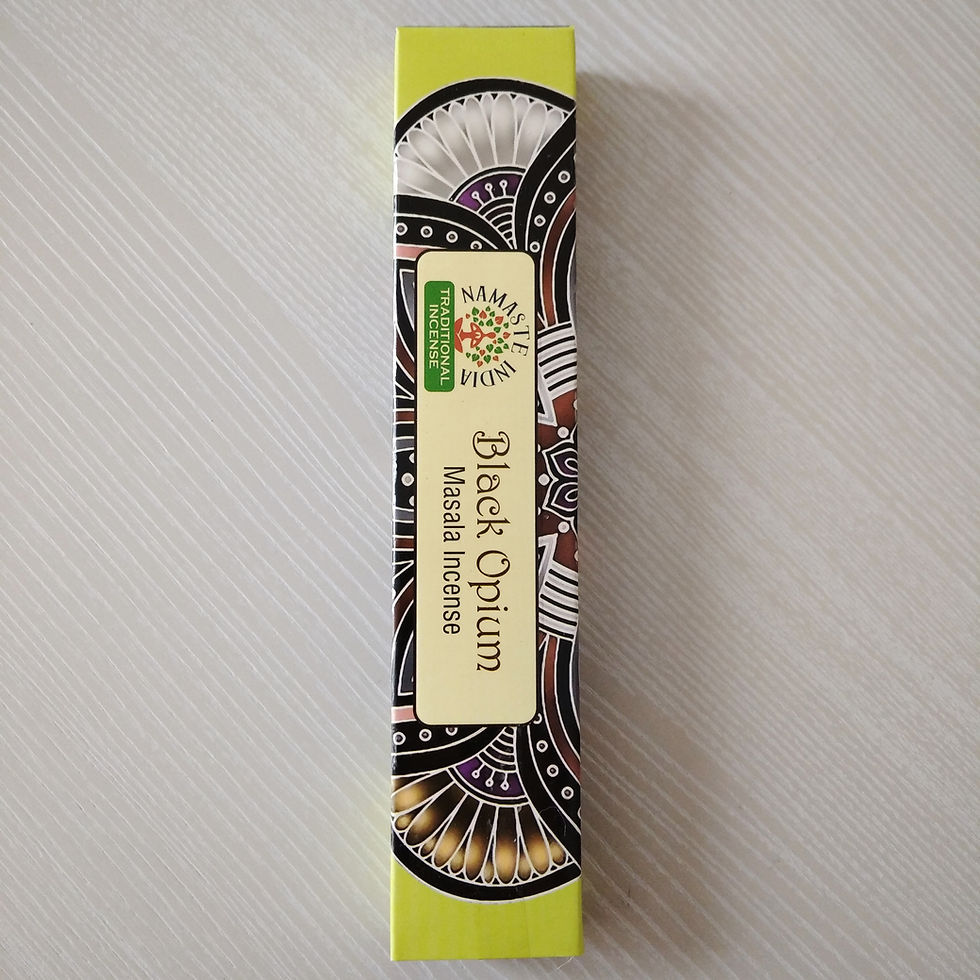 NAMASTE INDIA
TRADITIONAL
INCENSE
Black Opium
Masala Incense